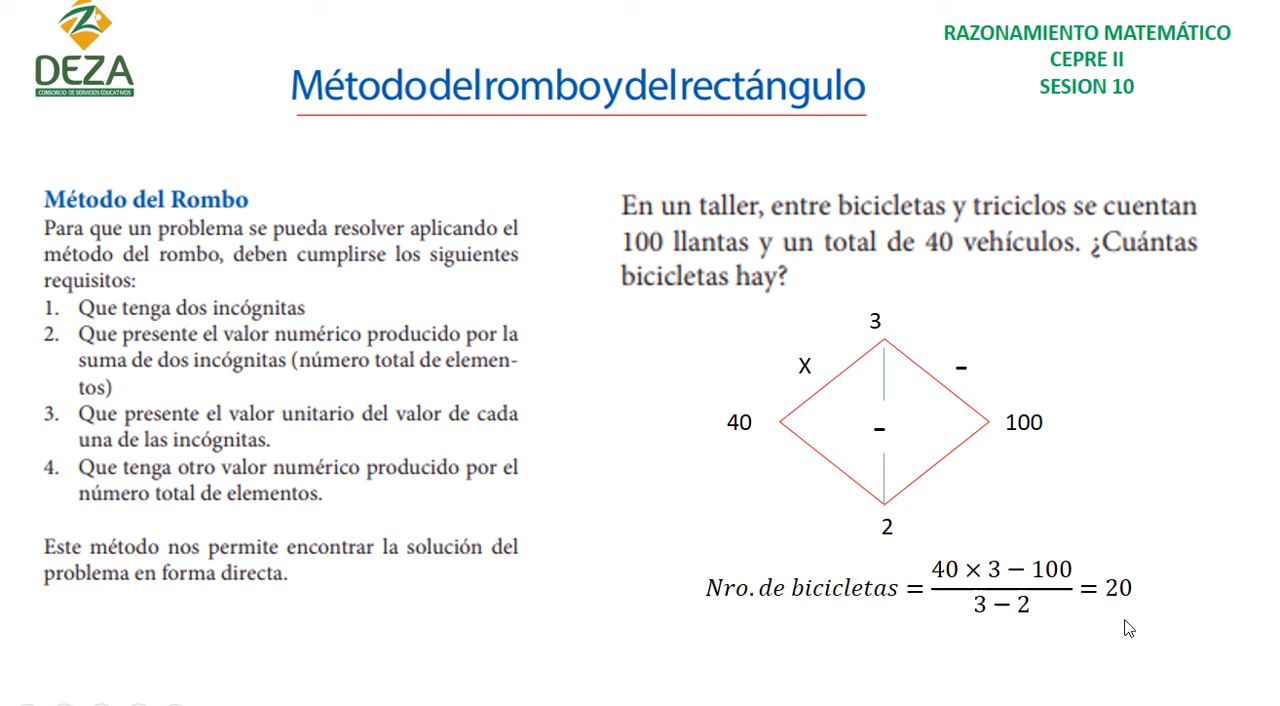 DEZA
CONSORCIO DE SERVICIOS EDUCATIVOS
RAZONAMIENTO MATEMÁTICO
CEPRE II
SESION 10
Método del rombo y del rectángulo
Método del Rombo
Para que un problema se pueda resolver aplicando el
método del rombo, deben cumplirse los siguientes
requisitos:
1. Que tenga dos incógnitas
2. Que presente el valor numérico producido por la
suma de dos incógnitas (número total de elemen-
tos)
3. Que presente el valor unitario del valor de cada
una de las incógnitas.
4. Que tenga otro valor numérico producido por el
número total de elementos.
Este método nos permite encontrar la solución del
problema en forma directa.
En un taller, entre bicicletas y triciclos se cuentan
100 llantas y un total de 40 vehículos. ¿Cuántas
bicicletas hay?
3
X -
40 - 100
2
Nro. de bicicletas = (40 × 3 − 100) / (3 − 2) = 20